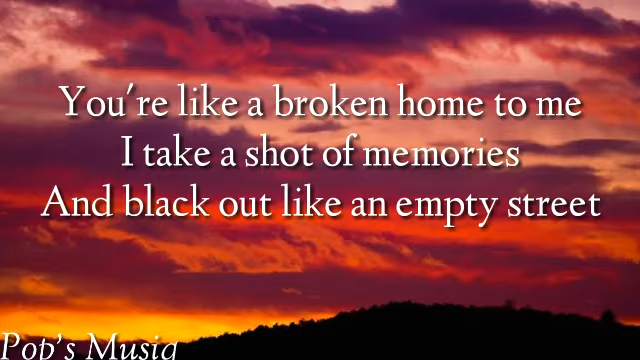 You're like a broken home to me
I take a shot of memories
And black out like an empty street
Pop's Musiq